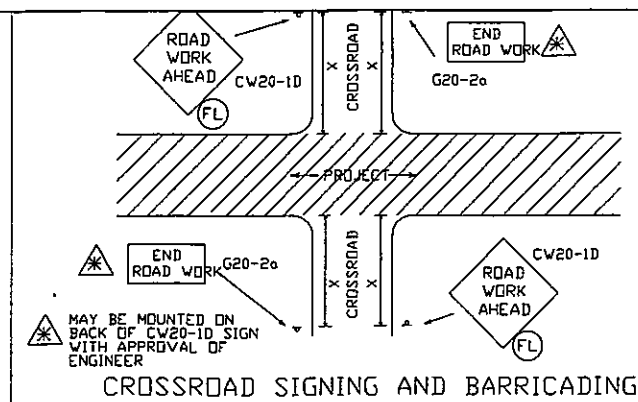 ROAD
WORK
AHEAD
CW20-1D
FL
X
CROSSROAD
X
END
ROAD WORK
G20-2a
PROJECT
END
ROAD WORK
G20-2a
X
CROSSROAD
X
CW20-1D
ROAD
WORK
AHEAD
FL
MAY BE MOUNTED ON
BACK OF CW20-1D SIGN
WITH APPROVAL OF
ENGINEER
CROSSROAD SIGNING AND BARRICADING